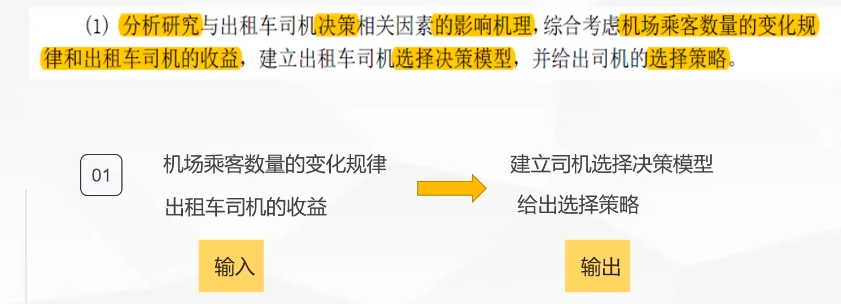 (1) 分析研究与出租车司机决策相关因素的影响机理,综合考虑机场乘客数量的变化规
律和出租车司机的收益，建立出租车司机选择决策模型，并给出司机的选择策略。
01
机场乘客数量的变化规律
出租车司机的收益
建立司机选择决策模型
给出选择策略
输入
输出